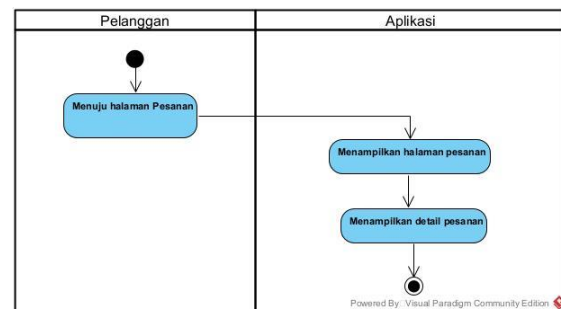 Pelanggan
Aplikasi
Menuju halaman Pesanan
Menampilkan halaman pesanan
Menampilkan detail pesanan
Powered By: Visual Paradigm Community Edition